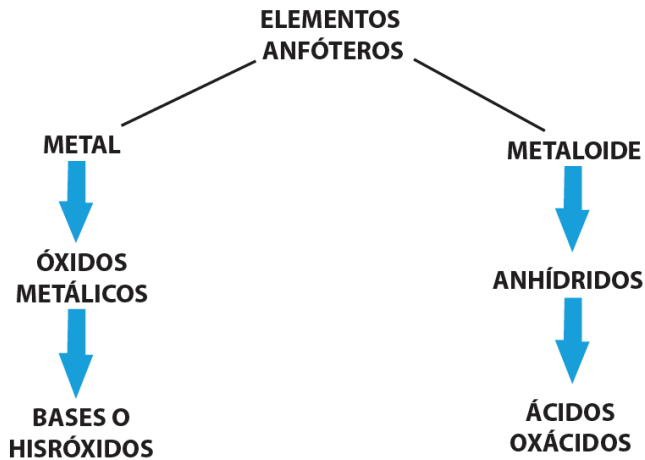 ELEMENTOS
ANFÓTEROS
METAL
METALOIDE
ÓXIDOS
METÁLICOS
ANHÍDRIDOS
BASES O
HISRÓXIDOS
ÁCIDOS
OXÁCIDOS